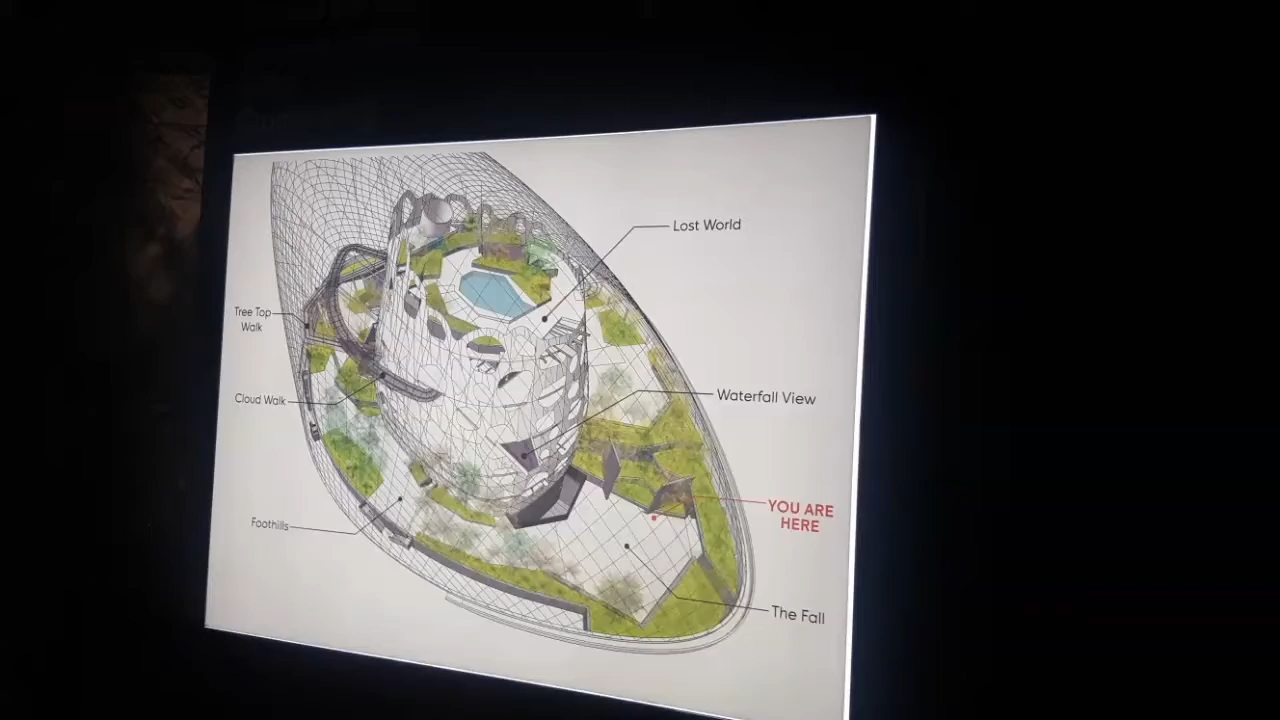 Lost World
Tree Top
Walk
Cloud Walk
Waterfall View
YOU ARE
HERE
Foothills
The Fall